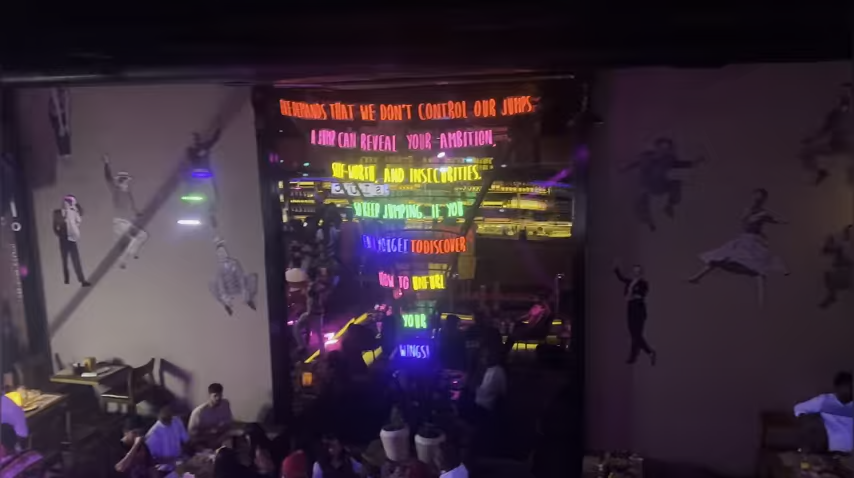 DEMANDS THAT WE DON'T CONTROL OUR JUMPS.
A JUMP CAN REVEAL YOUR AMBITION,
SELF-WORTH, AND INSECURITIES.
SO KEEP JUMPING, IF YOU
FORGET TO DISCOVER
HOW TO UNFURL
YOUR
WINGS!